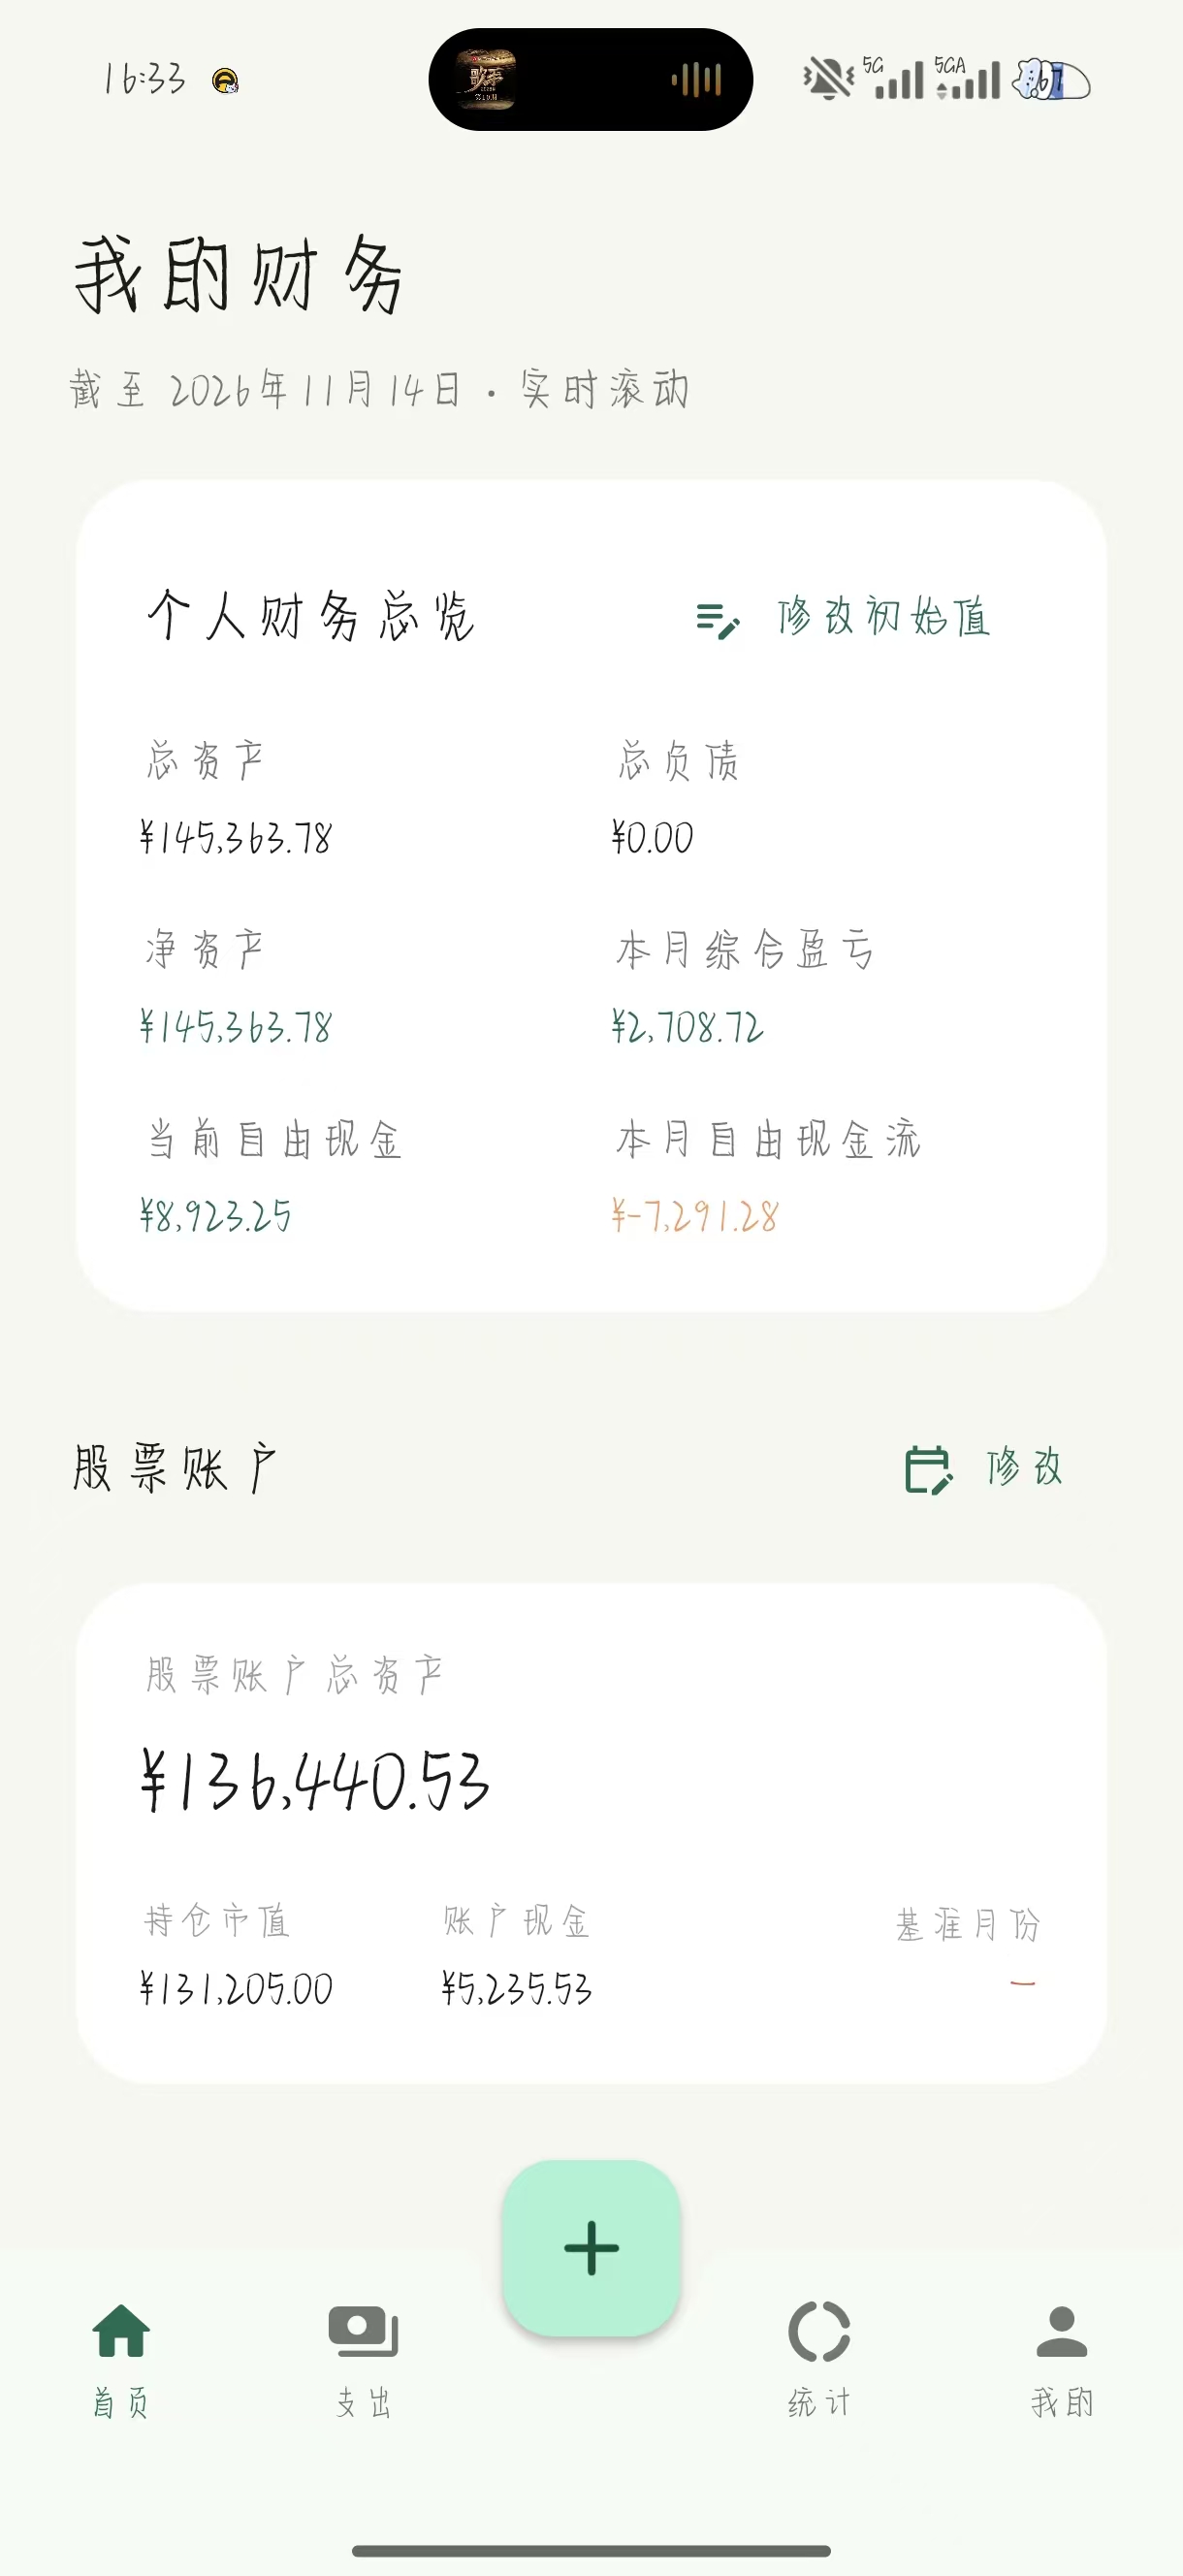 16:33
歌手
5G
5GA
67
我的财务
截至 2026年11月14日 · 实时滚动
个人财务总览
修改初始值
总资产
总负债
¥145,363.78
¥0.00
净资产
本月综合盈亏
¥145,363.78
¥2,708.72
当前自由现金
本月自由现金流
¥8,923.25
¥-7,291.28
股票账户
修改
股票账户总资产
¥136,440.53
持仓市值
账户现金
基准月份
¥131,205.00
¥5,235.53
—
+
首页
支出
统计
我的